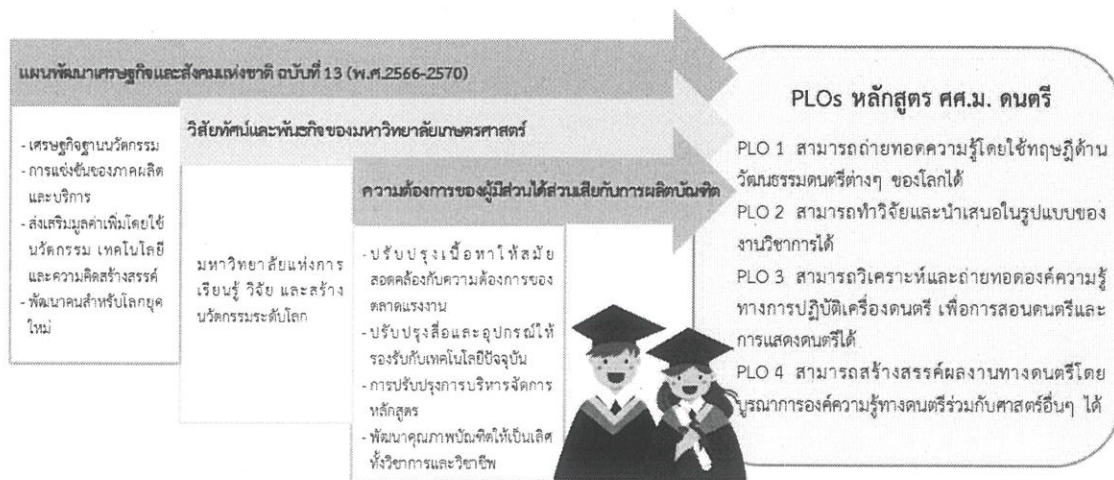 แผนพัฒนาเศรษฐกิจและสังคมแห่งชาติ ฉบับที่ 13 (พ.ศ.2566-2570)
- เศรษฐกิจฐานนวัตกรรม
- การแข่งขันของภาคผลิต
และบริการ
- ส่งเสริมมูลค่าเพิ่มโดยใช้
นวัตกรรม เทคโนโลยี
และความคิดสร้างสรรค์
- พัฒนาคนสำหรับโลกยุค
ใหม่
วิสัยทัศน์และพันธกิจของมหาวิทยาลัยเกษตรศาสตร์
มหาวิทยาลัยแห่งการ
เรียนรู้ วิจัย และสร้าง
นวัตกรรมระดับโลก
ความต้องการของผู้มีส่วนได้ส่วนเสียกับการผลิตบัณฑิต
- ปรับปรุงเนื้อหาให้สมัย
สอดคล้องกับความต้องการของ
ตลาดแรงงาน
- ปรับปรุงสื่อและอุปกรณ์ให้
รองรับกับเทคโนโลยีปัจจุบัน
- การปรับปรุงการบริหารจัดการ
หลักสูตร
- พัฒนาคุณภาพบัณฑิตให้เป็นเลิศ
ทั้งวิชาการและวิชาชีพ
PLOs หลักสูตร ศศ.ม. ดนตรี
PLO 1 สามารถถ่ายทอดความรู้โดยใช้ทฤษฎีด้าน
วัฒนธรรมดนตรีต่างๆ ของโลกได้
PLO 2 สามารถทำวิจัยและนำเสนอในรูปแบบของ
งานวิชาการได้
PLO 3 สามารถวิเคราะห์และถ่ายทอดองค์ความรู้
ทางการปฏิบัติเครื่องดนตรี เพื่อการสอนดนตรีและ
การแสดงดนตรีได้
PLO 4 สามารถสร้างสรรค์ผลงานทางดนตรีโดย
บูรณาการองค์ความรู้ทางดนตรีร่วมกับศาสตร์อื่นๆ ได้